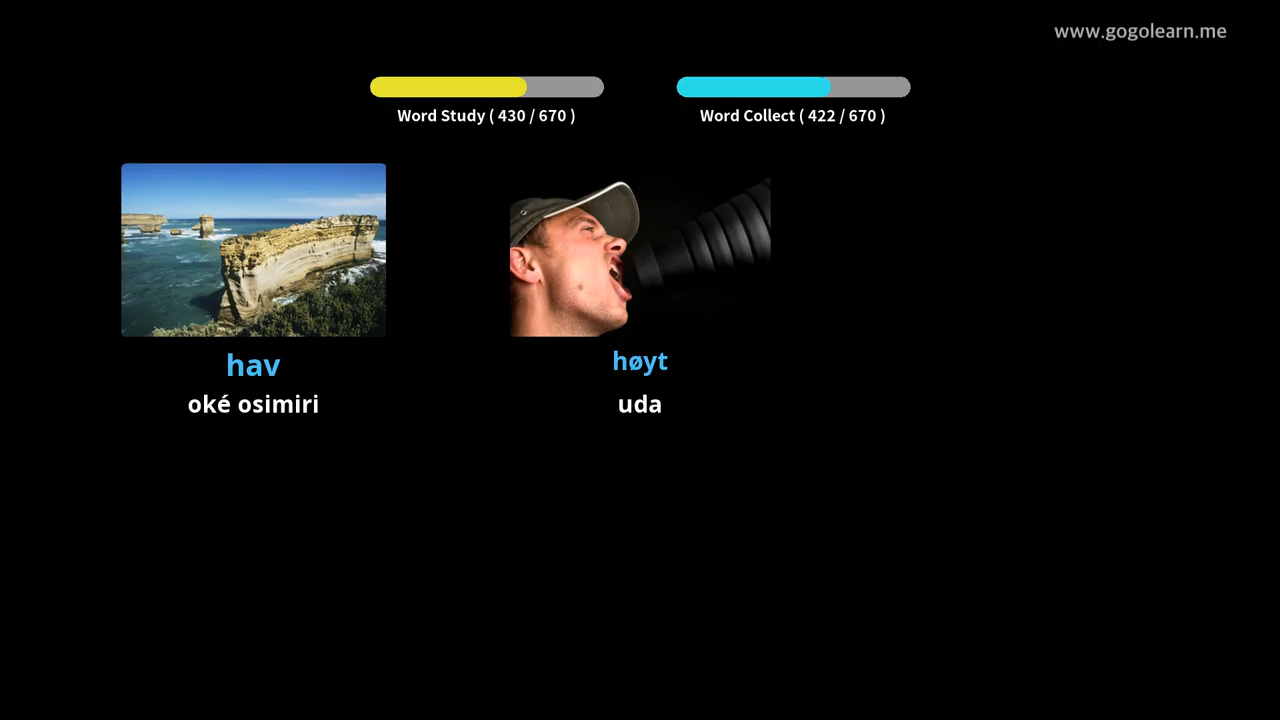 www.gogolearn.me
Word Study ( 430 / 670 )
Word Collect ( 422 / 670 )
hav
oké osimiri
høyt
uda